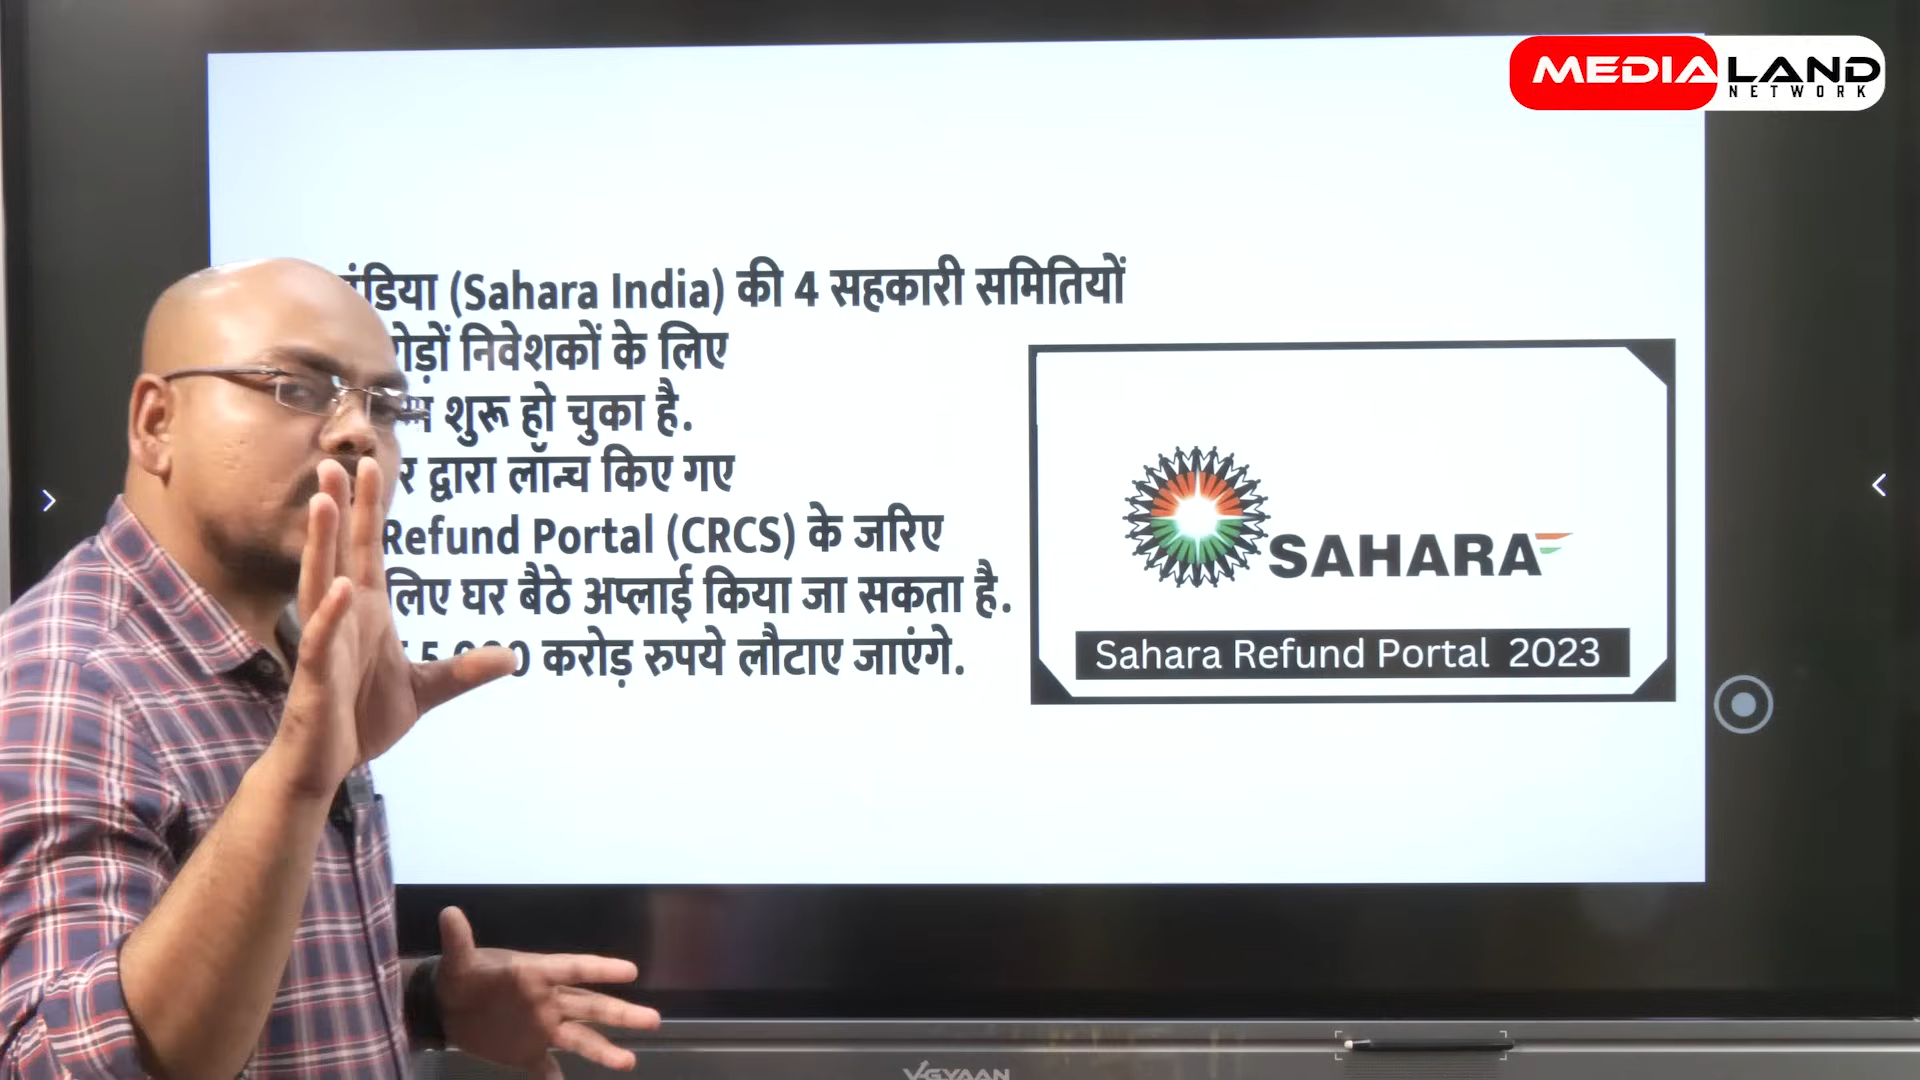 MEDIALAND
NETWORK
(Sahara India) की 4 सहकारी समितियों
निवेशकों के लिए
शुरू हो चुका है.
द्वारा लॉन्च किए गए
Refund Portal (CRCS) के जरिए
लिए घर बैठे अप्लाई किया जा सकता है.
करोड़ रुपये लौटाए जाएंगे.
SAHARA
Sahara Refund Portal 2023
V-GYAAN